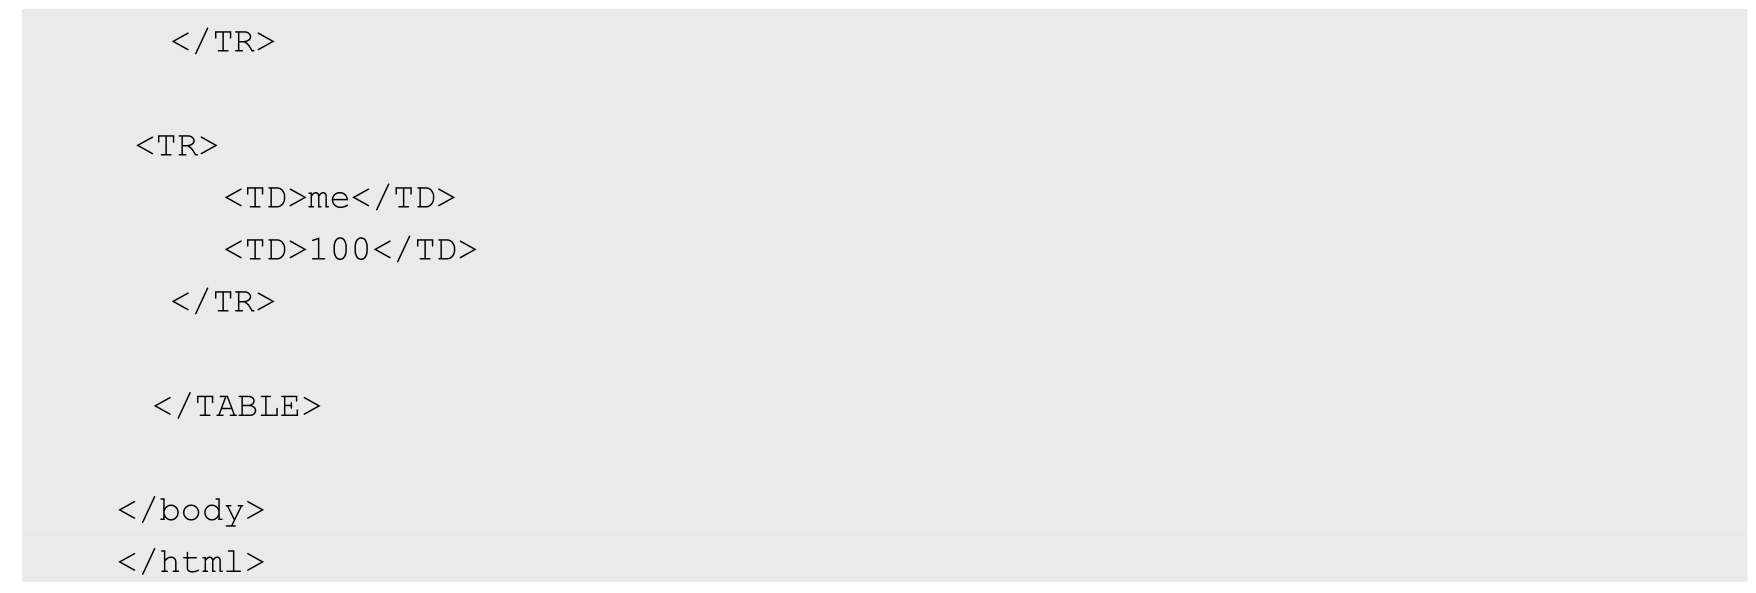 </TR>
<TR>
<TD>me</TD>
<TD>100</TD>
</TR>
</TABLE>
</body>
</html>